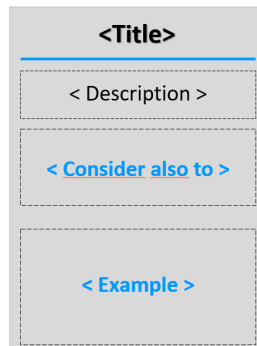 <Title>
< Description >
< Consider also to >
< Example >